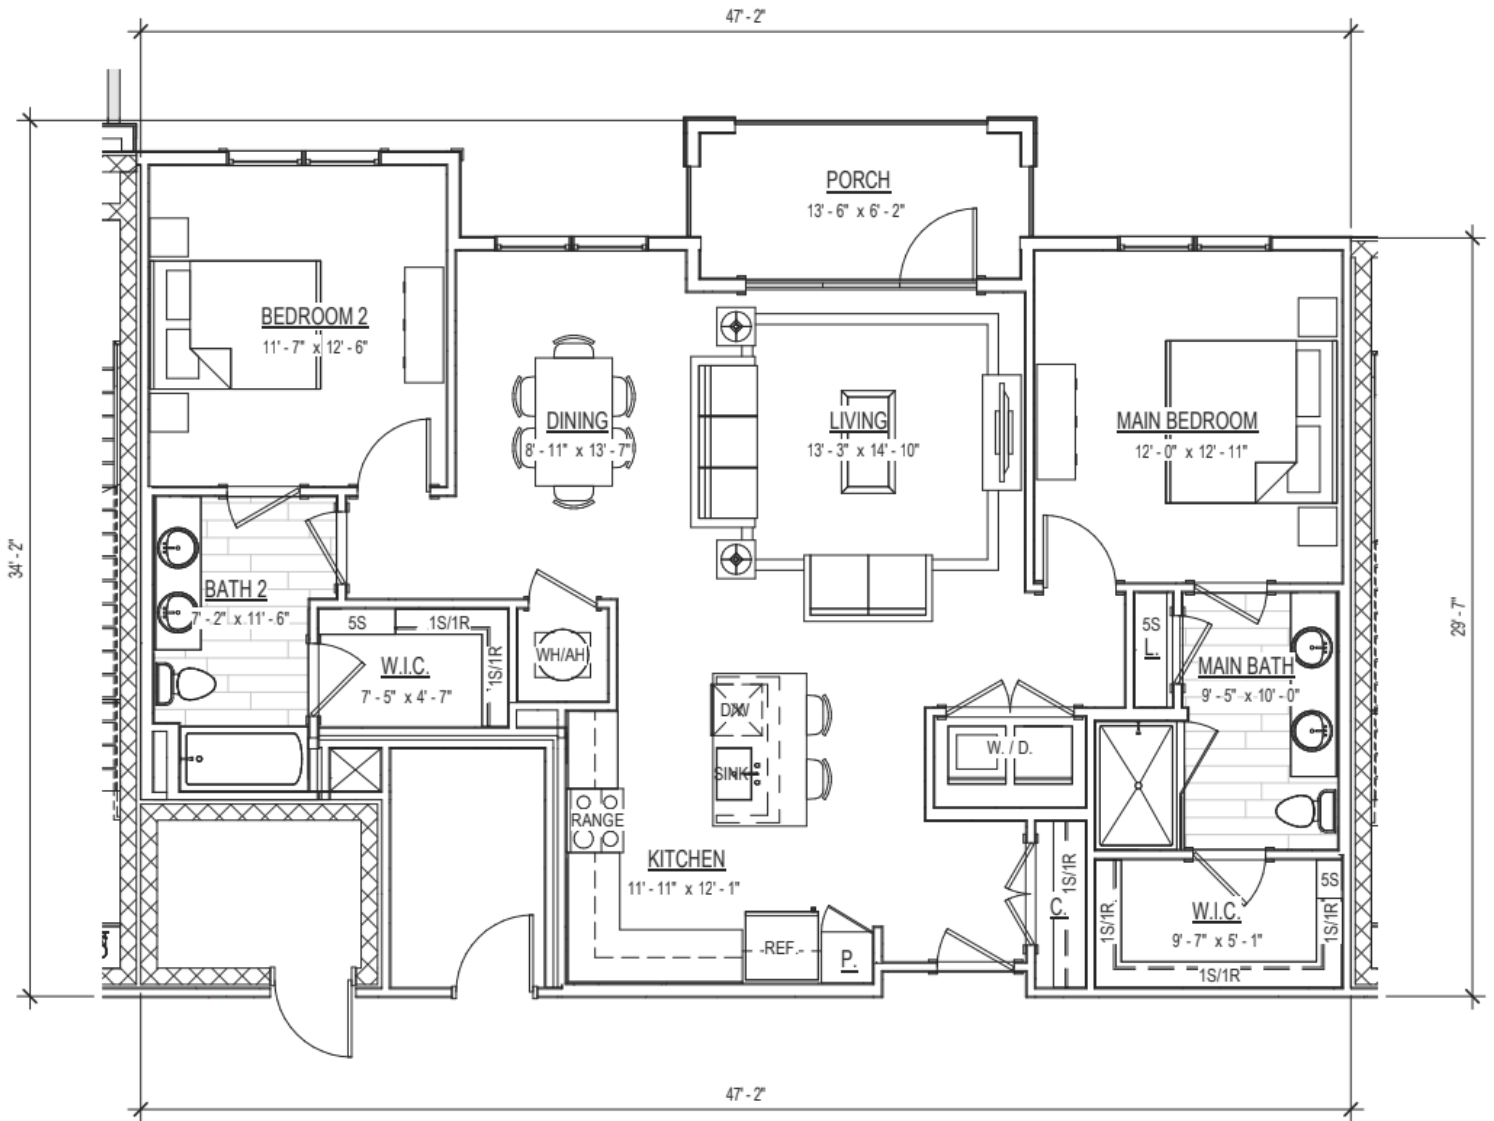 47' - 2"
PORCH
13' - 6" x 6' - 2"
BEDROOM 2
11' - 7" x 12' - 6"
DINING
8' - 11" x 13' - 7"
LIVING
13' - 3" x 14' - 10"
MAIN BEDROOM
12' - 0" x 12' - 11"
34' - 2"
29' - 7"
BATH 2
7' - 2" x 11' - 6"
5S
1S/1R
1S/1R
W.I.C.
7' - 5" x 4' - 7"
WH/AH
5S
L.
MAIN BATH
9' - 5" x 10' - 0"
D/W
SINK
W. / D.
RANGE
KITCHEN
11' - 11" x 12' - 1"
REF.
P.
C.
1S/1R
1S/1R
W.I.C.
9' - 7" x 5' - 1"
5S
1S/1R
1S/1R
47' - 2"